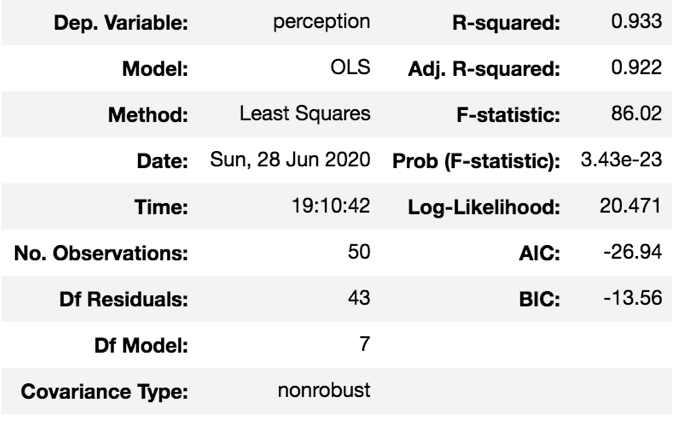 Dep. Variable: perception R-squared: 0.933
Model: OLS Adj. R-squared: 0.922
Method: Least Squares F-statistic: 86.02
Date: Sun, 28 Jun 2020 Prob (F-statistic): 3.43e-23
Time: 19:10:42 Log-Likelihood: 20.471
No. Observations: 50 AIC: -26.94
Df Residuals: 43 BIC: -13.56
Df Model: 7
Covariance Type: nonrobust